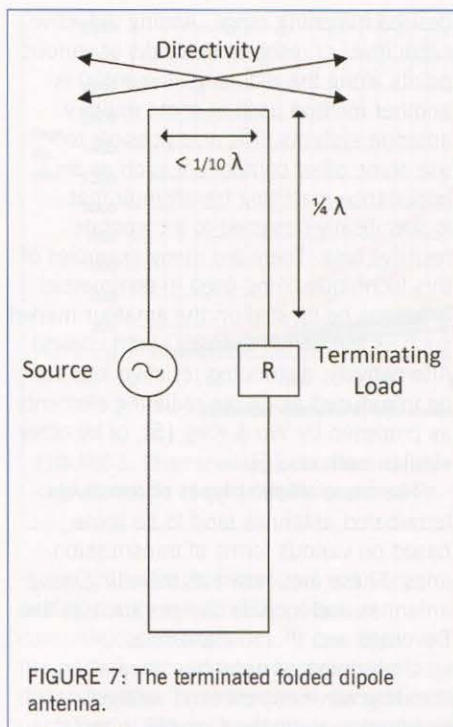 Directivity
< 1/10 λ
¼ λ
Source
R
Terminating
Load
FIGURE 7: The terminated folded dipole
antenna.